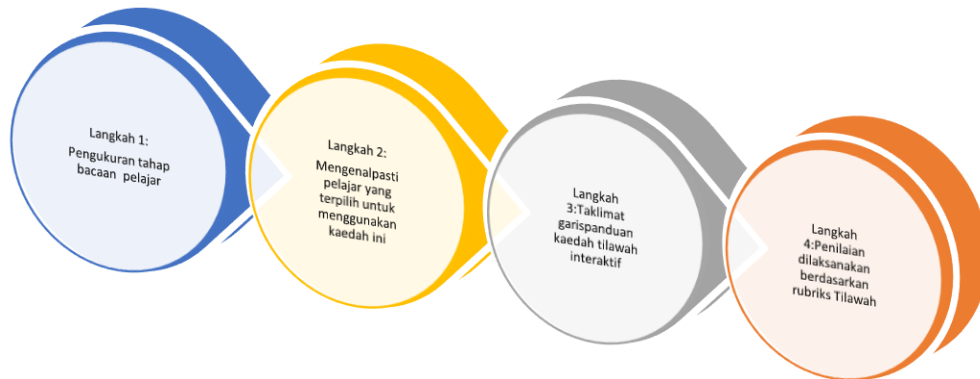 Langkah 1:
Pengukuran tahap
bacaan pelajar
Langkah 2:
Mengenalpasti
pelajar yang
terpilih untuk
menggunakan
kaedah ini
Langkah
3:Taklimat
garispanduan
kaedah tilawah
interaktif
Langkah
4:Penilaian
dilaksanakan
berdasarkan
rubriks Tilawah